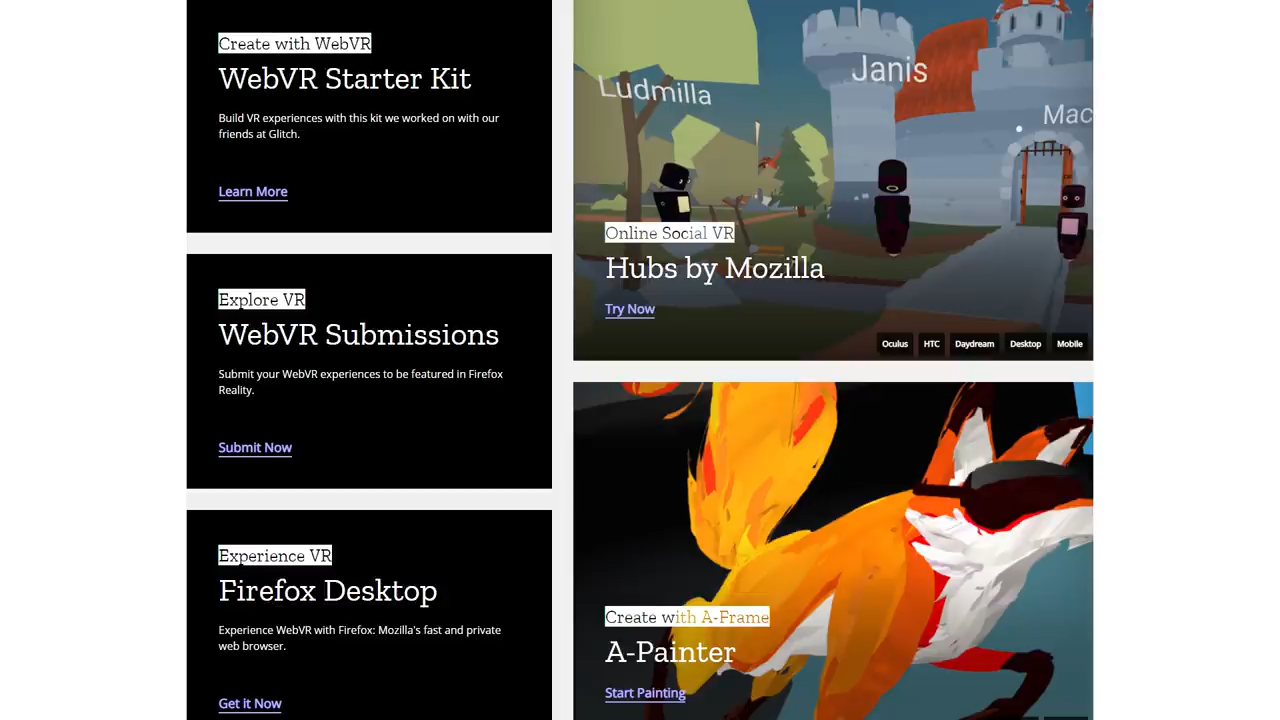 Create with WebVR
WebVR Starter Kit
Build VR experiences with this kit we worked on with our
friends at Glitch.
Learn More
Explore VR
WebVR Submissions
Submit your WebVR experiences to be featured in Firefox
Reality.
Submit Now
Experience VR
Firefox Desktop
Experience WebVR with Firefox: Mozilla's fast and private
web browser.
Get it Now
Ludmilla
Janis
Mac
Online Social VR
Hubs by Mozilla
Try Now
Oculus HTC Daydream Desktop Mobile
Create with A-Frame
A-Painter
Start Painting